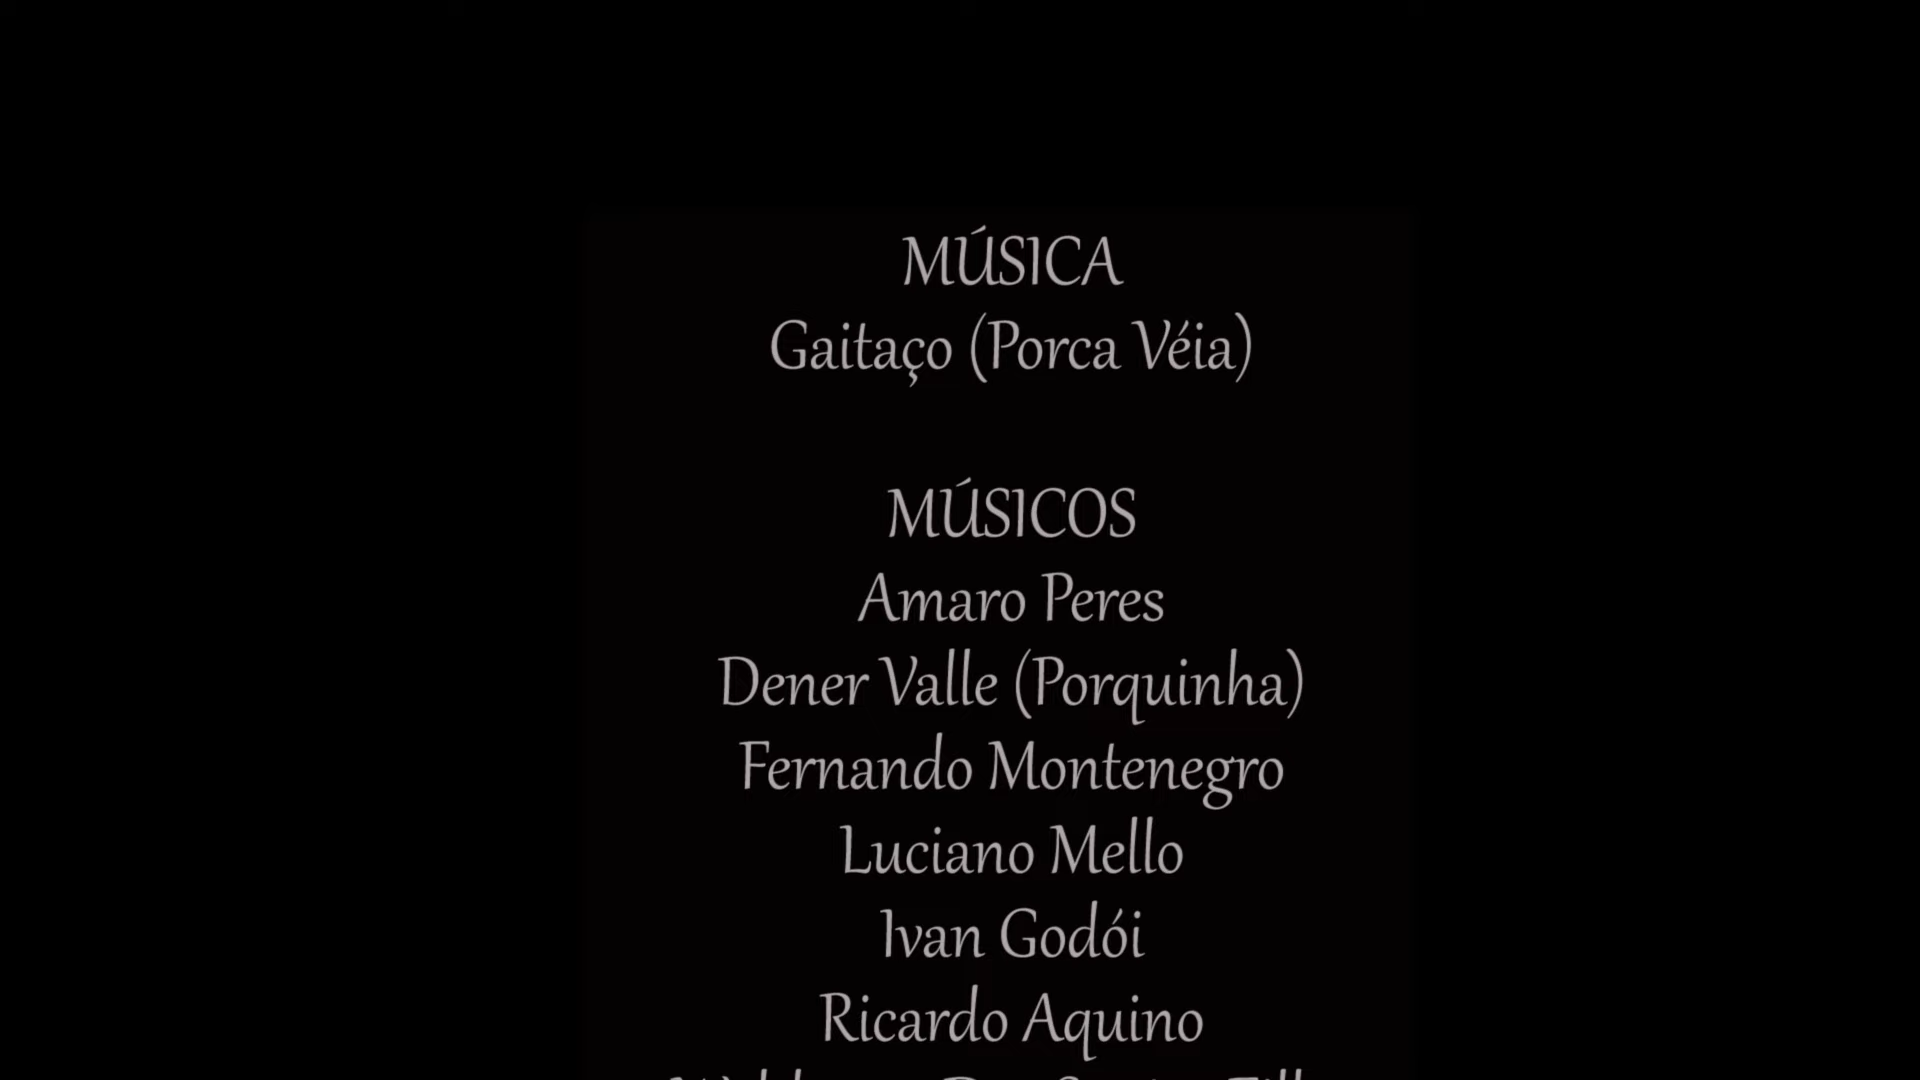 MÚSICA
Gaitaço (Porca Véia)
MÚSICOS
Amaro Peres
Dener Valle (Porquinha)
Fernando Montenegro
Luciano Mello
Ivan Godói
Ricardo Aquino